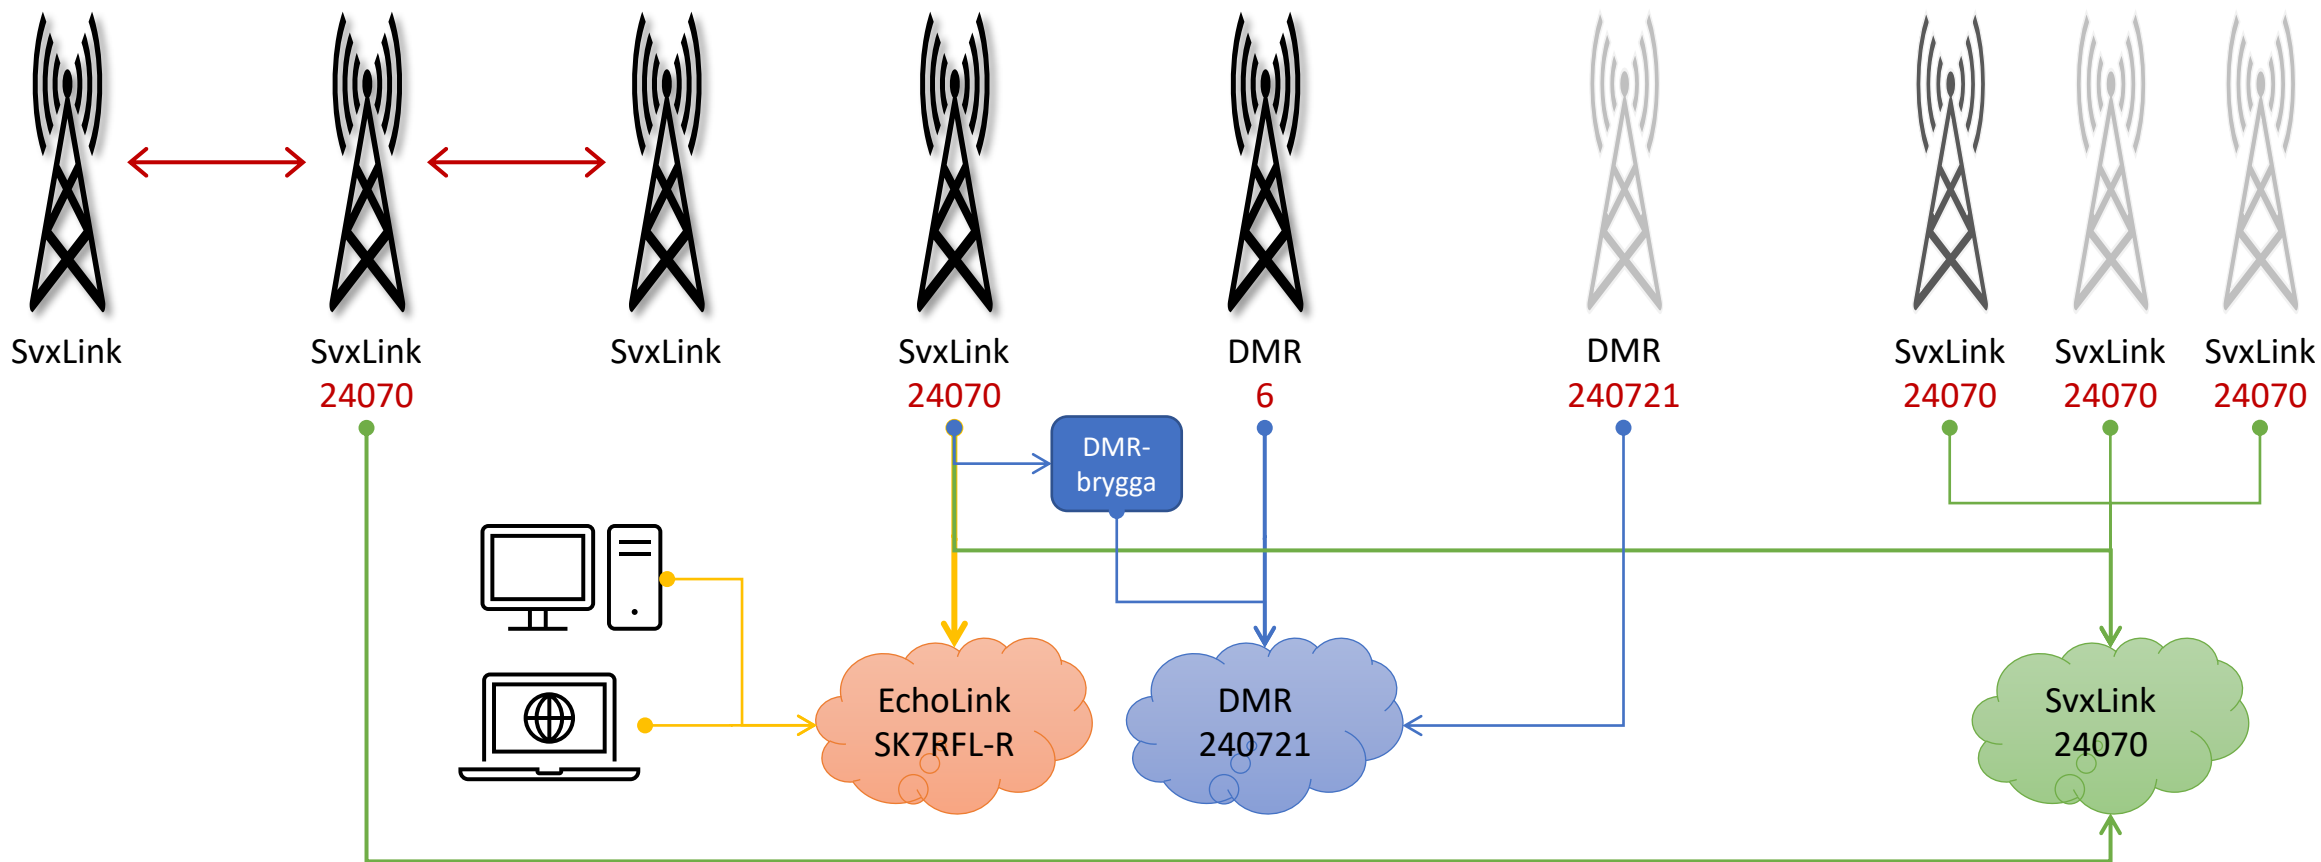 SvxLink
SvxLink
24070
SvxLink
SvxLink
24070
DMR
6
DMR
240721
SvxLink
24070
SvxLink
24070
SvxLink
24070
DMR-
brygga
EchoLink
SK7RFL-R
DMR
240721
SvxLink
24070